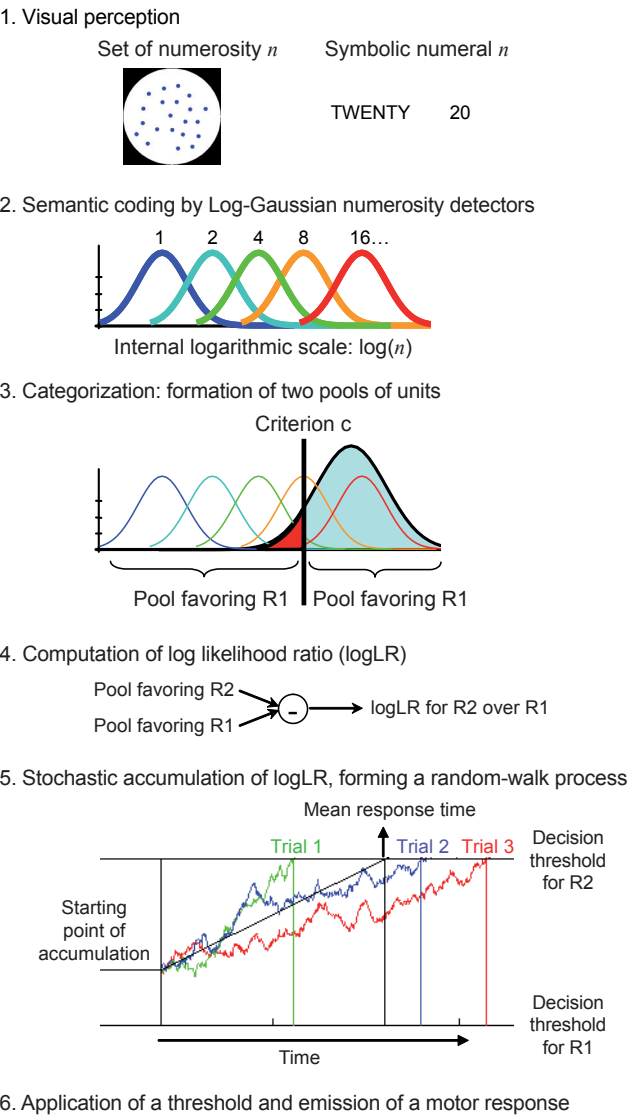 1. Visual perception
Set of numerosity n
Symbolic numeral n
TWENTY 20
2. Semantic coding by Log-Gaussian numerosity detectors
1 2 4 8 16...
Internal logarithmic scale: log(n)
3. Categorization: formation of two pools of units
Criterion c
Pool favoring R1 Pool favoring R1
4. Computation of log likelihood ratio (logLR)
Pool favoring R2
Pool favoring R1
-
logLR for R2 over R1
5. Stochastic accumulation of logLR, forming a random-walk process
Mean response time
Trial 1 Trial 2 Trial 3
Decision
threshold
for R2
Starting
point of
accumulation
Decision
threshold
for R1
Time
6. Application of a threshold and emission of a motor response